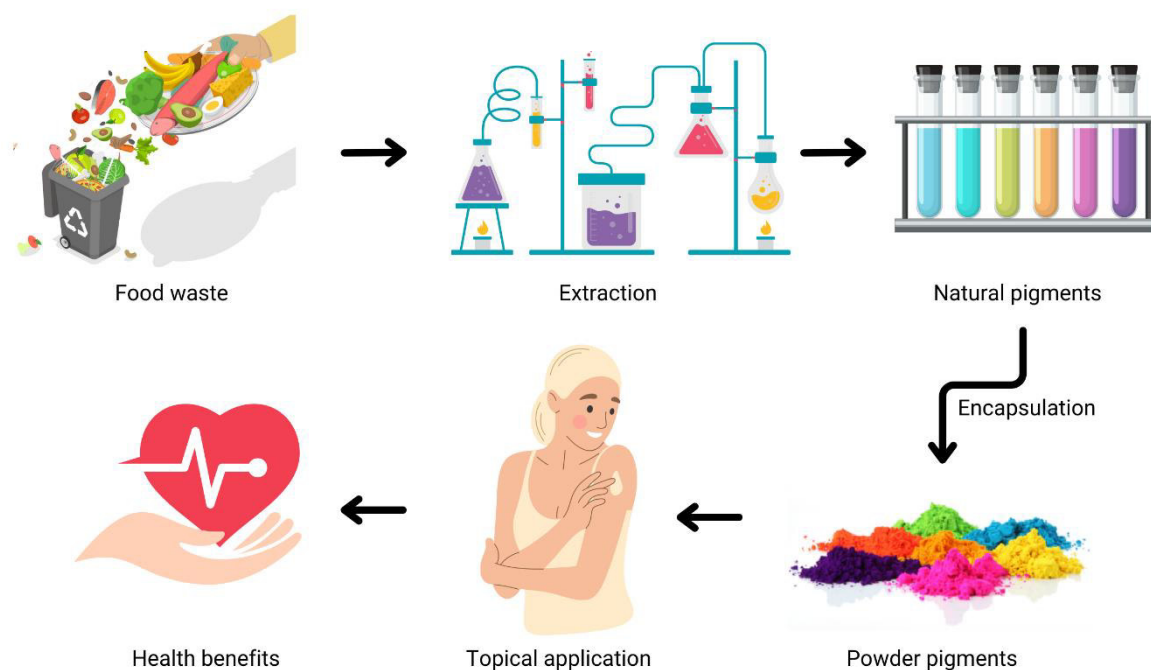 Food waste
Extraction
Natural pigments
Encapsulation
Powder pigments
Topical application
Health benefits